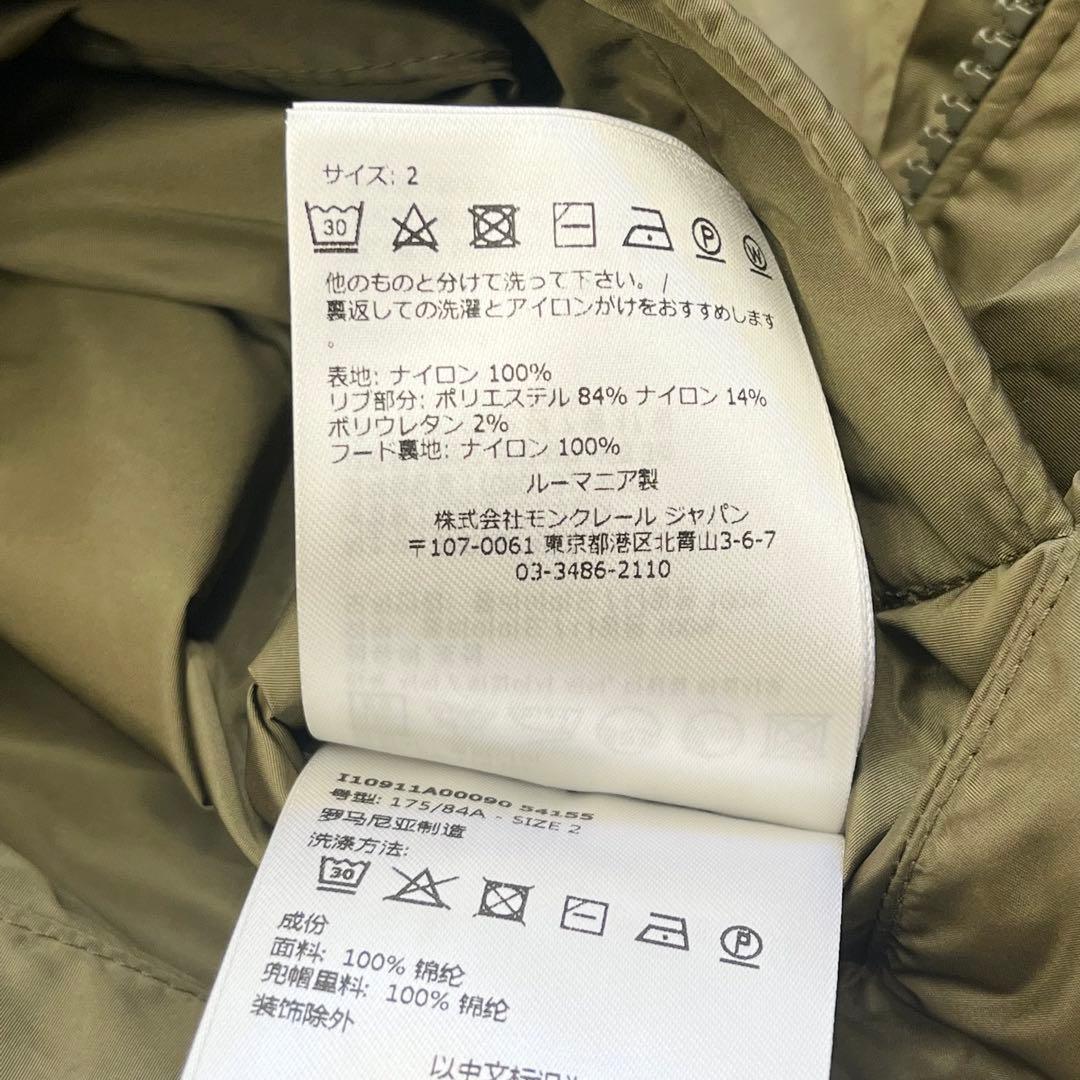 サイズ: 2
30
P
W
他のものと分けて洗って下さい。/
裏返しての洗濯とアイロンがけをおすすめします
。
表地: ナイロン 100%
リブ部分: ポリエステル 84% ナイロン 14%
ポリウレタン 2%
フード裏地: ナイロン 100%
ルーマニア製
株式会社モンクレール ジャパン
〒107-0061 東京都港区北青山3-6-7
03-3486-2110
I10911A00090 54155
号型: 175/84A - SIZE 2
罗马尼亚制造
洗涤方法:
30
P
成份
面料: 100% 锦纶
兜帽里料: 100% 锦纶
装饰除外
以中文标识为